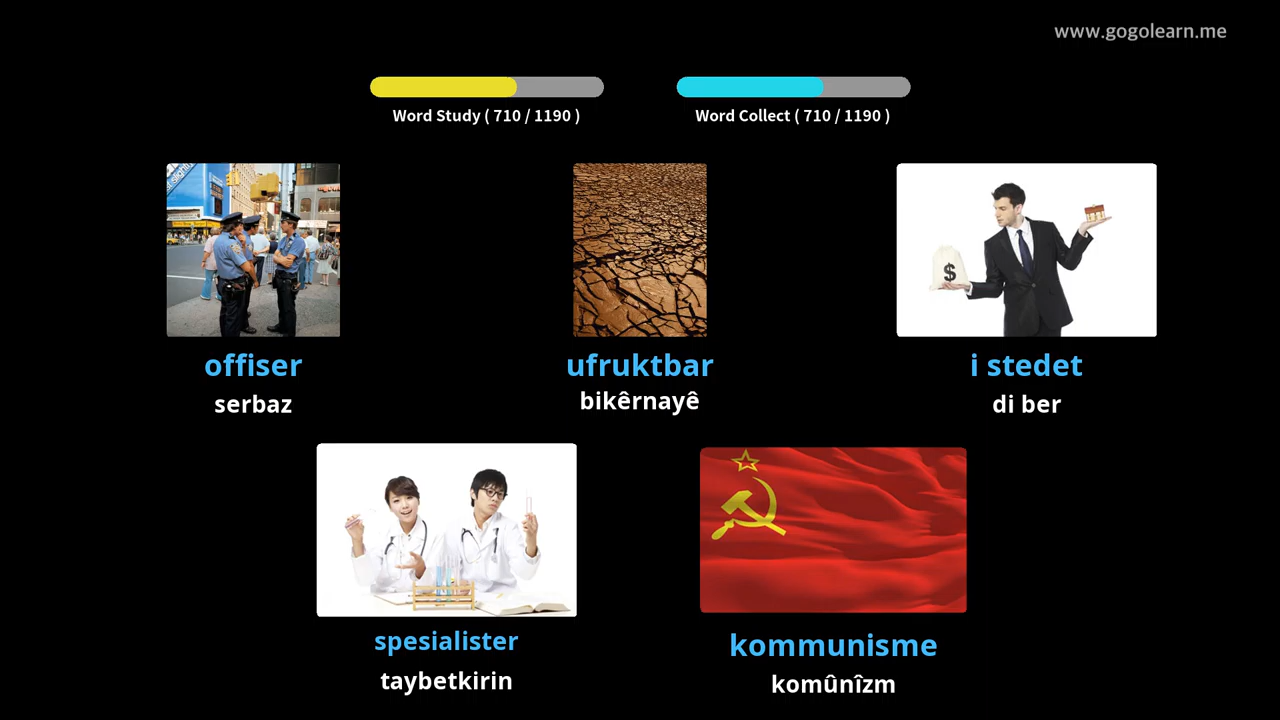 www.gogolearn.me
Word Study ( 710 / 1190 )
Word Collect ( 710 / 1190 )
$
offiser
ufruktbar
i stedet
serbaz
bikêrnayê
di ber
spesialister
kommunisme
taybetkirin
komûnîzm